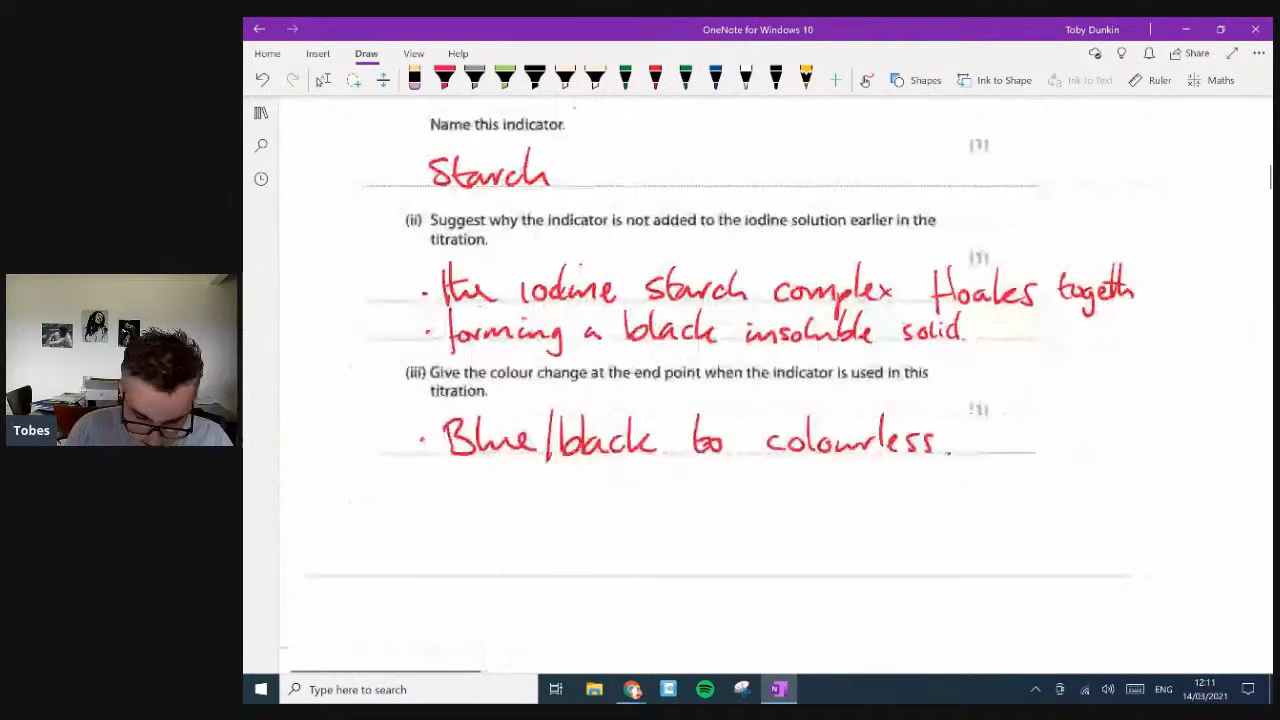 OneNote for Windows 10
Toby Dunkin
Home Insert Draw View Help
Share
Shapes Ink to Shape Ink to Text Ruler Maths
Name this indicator.
(1)
Starch
(ii) Suggest why the indicator is not added to the iodine solution earlier in the
titration.
(1)
· the iodine starch complex floates togeth
· forming a black insoluble solid.
(iii) Give the colour change at the end point when the indicator is used in this
titration.
(1)
· Blue/black to colourless.
Tobes
Type here to search
ENG
12:11
14/03/2021